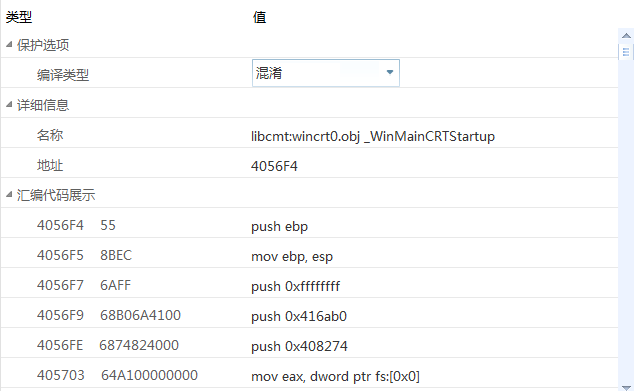 类型 值
保护选项
编译类型 混淆
详细信息
名称 libcmt:wincrt0.obj _WinMainCRTStartup
地址 4056F4
汇编代码展示
4056F4 55 push ebp
4056F5 8BEC mov ebp, esp
4056F7 6AFF push 0xffffffff
4056F9 68B06A4100 push 0x416ab0
4056FE 6874824000 push 0x408274
405703 64A100000000 mov eax, dword ptr fs:[0x0]